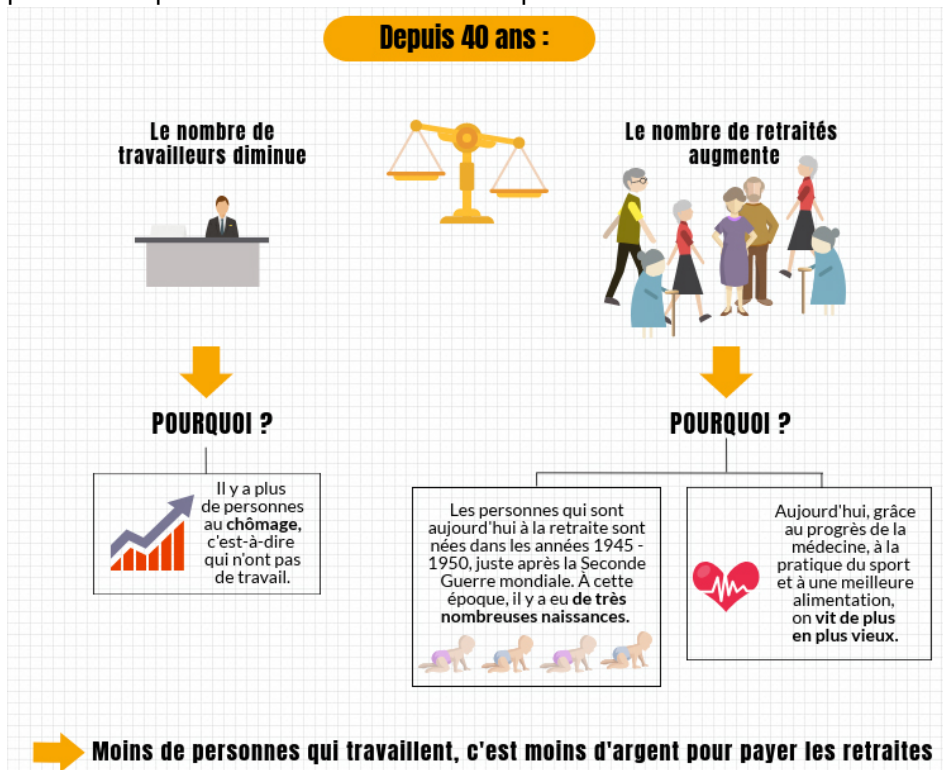 Depuis 40 ans :
Le nombre de
travailleurs diminue
Le nombre de retraités
augmente
POURQUOI ?
POURQUOI ?
Il y a plus
de personnes
au chômage,
c'est-à-dire
qui n'ont pas
de travail.
Les personnes qui sont
aujourd'hui à la retraite sont
nées dans les années 1945 -
1950, juste après la Seconde
Guerre mondiale. À cette
époque, il y a eu de très
nombreuses naissances.
Aujourd'hui, grâce
au progrès de la
médecine, à la
pratique du sport
et à une meilleure
alimentation,
on vit de plus
en plus vieux.
Moins de personnes qui travaillent, c'est moins d'argent pour payer les retraites